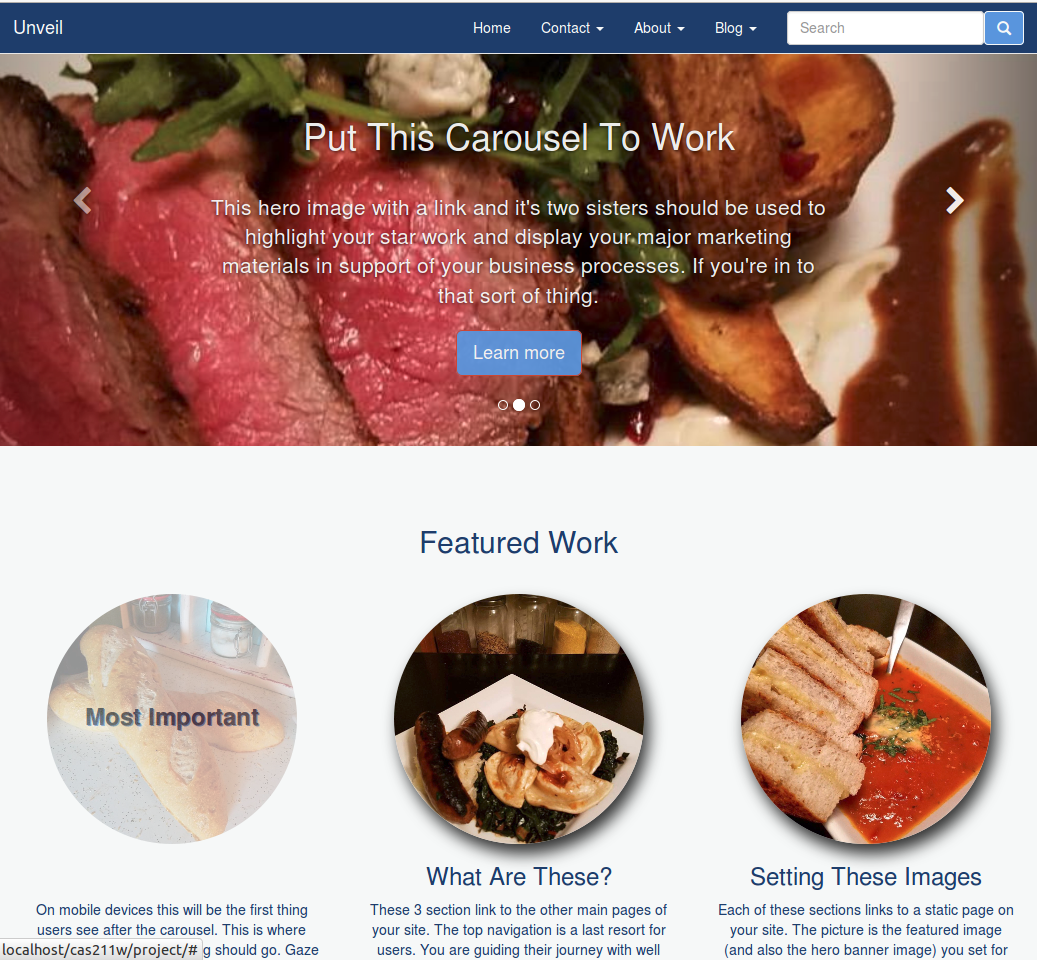 Unveil
Home Contact About Blog Search
Put This Carousel To Work
This hero image with a link and it's two sisters should be used to
highlight your star work and display your major marketing
materials in support of your business processes. If you're in to
that sort of thing.
Learn more
Featured Work
Most Important
On mobile devices this will be the first thing
users see after the carousel. This is where
g should go. Gaze
What Are These?
These 3 section link to the other main pages of
your site. The top navigation is a last resort for
users. You are guiding their journey with well
Setting These Images
Each of these sections links to a static page on
your site. The picture is the featured image
(and also the hero banner image) you set for
localhost/cas211w/project/#